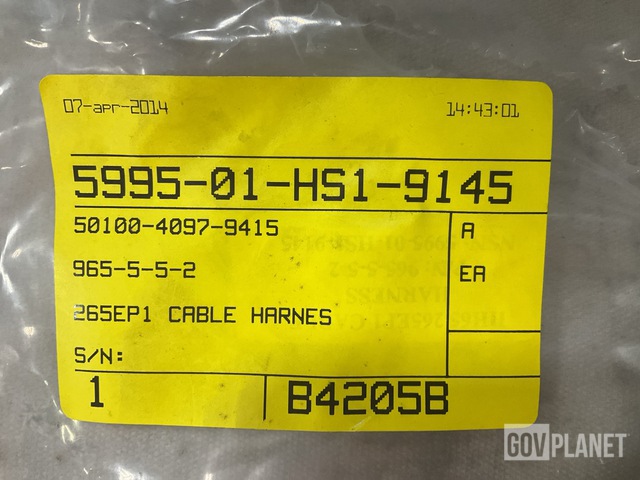 07-apr-2014 14:43:01
5995-01-HS1-9145
50100-4097-9415 A
965-5-5-2 EA
265EP1 CABLE HARNES
S/N:
1 B4205B
GOVPLANET